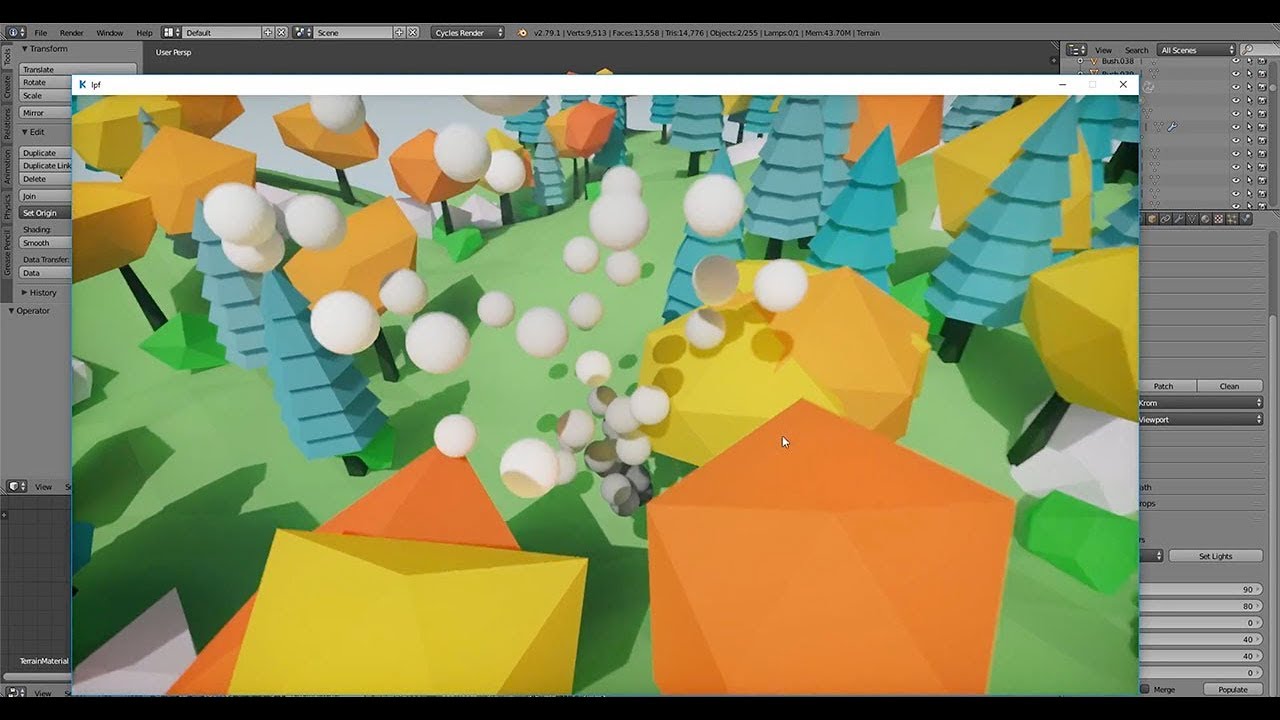 File Render Window Help Default Scene Cycles Render v2.79.1 | Verts:9,513 | Faces:13,558 | Tris:14,776 | Objects:2/255 | Lamps:0/1 | Mem:43.70M | Terrain
Transform
User Persp
View Search All Scenes
Bush.038
Translate
Rotate
Scale
Mirror
Edit
Duplicate
Duplicate Link
Delete
Join
Set Origin
Shading:
Smooth
Data Transfer:
Data
History
Operator
Tools
Create
Relations
Animation
Physics
Grease Pencil
lpf
Patch Clean
Krom
Viewport
ath
rops
Set Lights
90
80
0
40
40
0
Merge Populate
View
TerrainMaterial
View